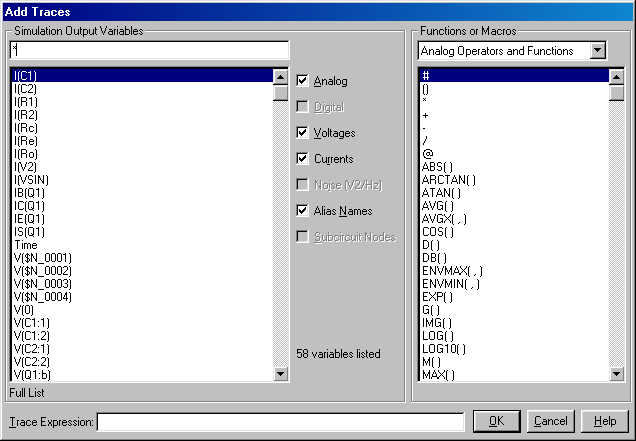 Add Traces
Simulation Output Variables
*
I(C1)
I(C2)
I(R1)
I(R2)
I(Rc)
I(Re)
I(Ro)
I(V2)
I(VSIN)
IB(Q1)
IC(Q1)
IE(Q1)
IS(Q1)
Time
V($N_0001)
V($N_0002)
V($N_0003)
V($N_0004)
V(0)
V(C1:1)
V(C1:2)
V(C2:1)
V(C2:2)
V(Q1:b)
Full List
Analog
Digital
Voltages
Currents
Noise (V2/Hz)
Alias Names
Subcircuit Nodes
58 variables listed
Functions or Macros
Analog Operators and Functions
#
()
*
+
-
/
@
ABS( )
ARCTAN( )
ATAN( )
AVG( )
AVGX( , )
COS( )
D( )
DB( )
ENVMAX( , )
ENVMIN( , )
EXP( )
G( )
IMG( )
LOG( )
LOG10( )
M( )
MAX( )
Trace Expression:
OK
Cancel
Help